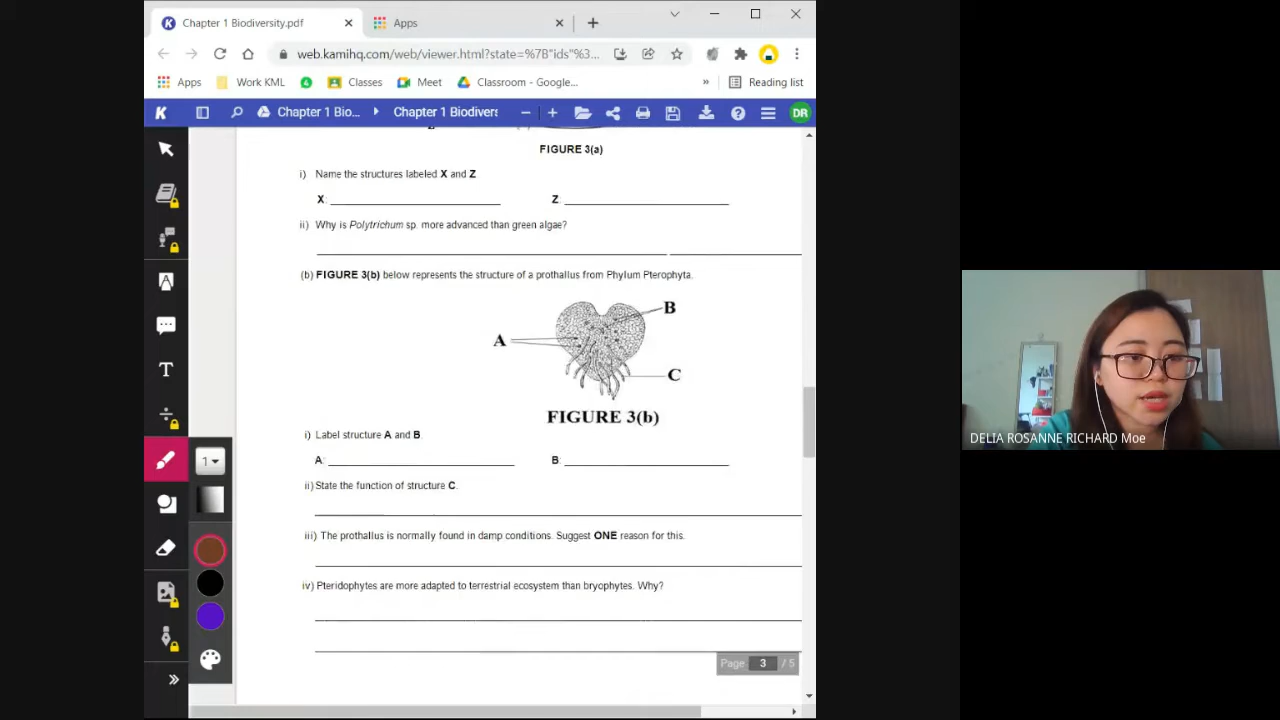 Chapter 1 Biodiversity.pdf
Apps
web.kamihq.com/web/viewer.html?state=%7B"ids"%3...
Apps
Work KML
Classes
Meet
Classroom - Google...
»
Reading list
K
Chapter 1 Bio...
Chapter 1 Biodivers
DR
FIGURE 3(a)
i) Name the structures labeled X and Z
X: Z:
ii) Why is Polytrichum sp. more advanced than green algae?
(b) FIGURE 3(b) below represents the structure of a prothallus from Phylum Pterophyta.
B
A
C
FIGURE 3(b)
i) Label structure A and B
A: B:
ii) State the function of structure C.
iii) The prothallus is normally found in damp conditions. Suggest ONE reason for this.
iv) Pteridophytes are more adapted to terrestrial ecosystem than bryophytes. Why?
Page 3 / 5
1
DELIA ROSANNE RICHARD Moe